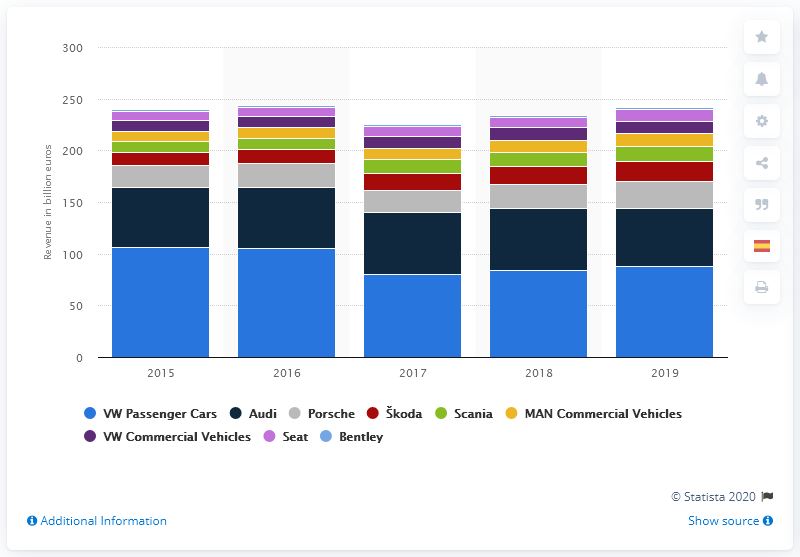 300
250
200
150
100
50
0
Revenue in billion euros
2015 2016 2017 2018 2019
VW Passenger Cars Audi Porsche Škoda Scania MAN Commercial Vehicles
VW Commercial Vehicles Seat Bentley
© Statista 2020
Additional Information Show source